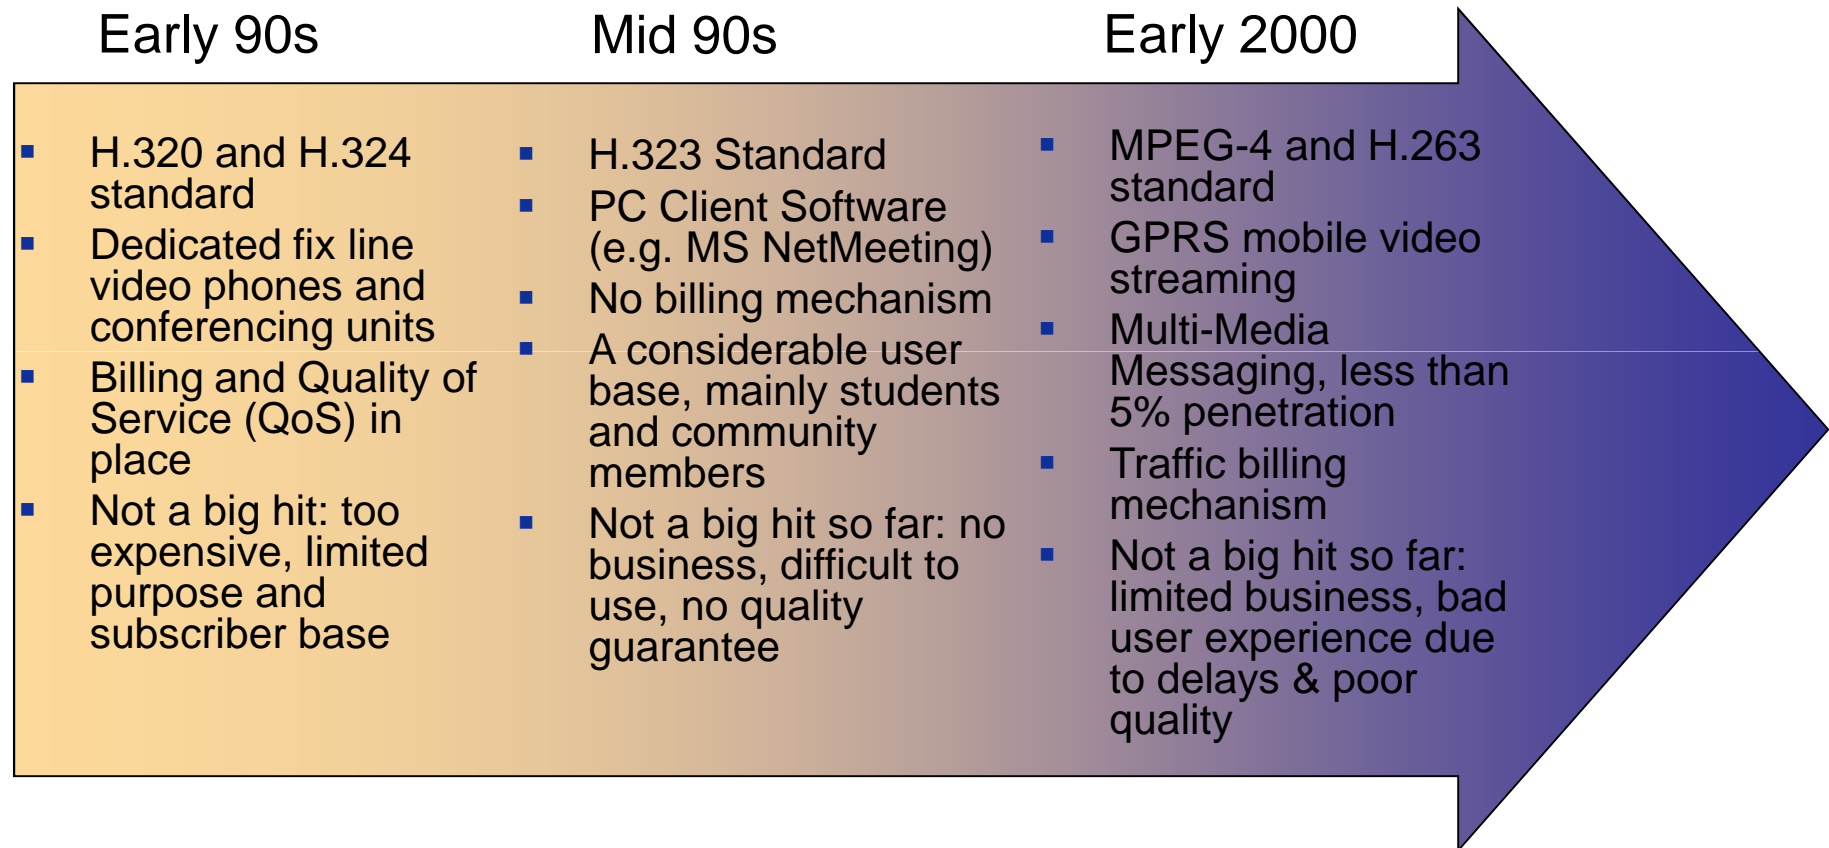 Early 90s
Mid 90s
Early 2000
H.320 and H.324
standard
Dedicated fix line
video phones and
conferencing units
Billing and Quality of
Service (QoS) in
place
Not a big hit: too
expensive, limited
purpose and
subscriber base
H.323 Standard
PC Client Software
(e.g. MS NetMeeting)
No billing mechanism
A considerable user
base, mainly students
and community
members
Not a big hit so far: no
business, difficult to
use, no quality
guarantee
MPEG-4 and H.263
standard
GPRS mobile video
streaming
Multi-Media
Messaging, less than
5% penetration
Traffic billing
mechanism
Not a big hit so far:
limited business, bad
user experience due
to delays & poor
quality